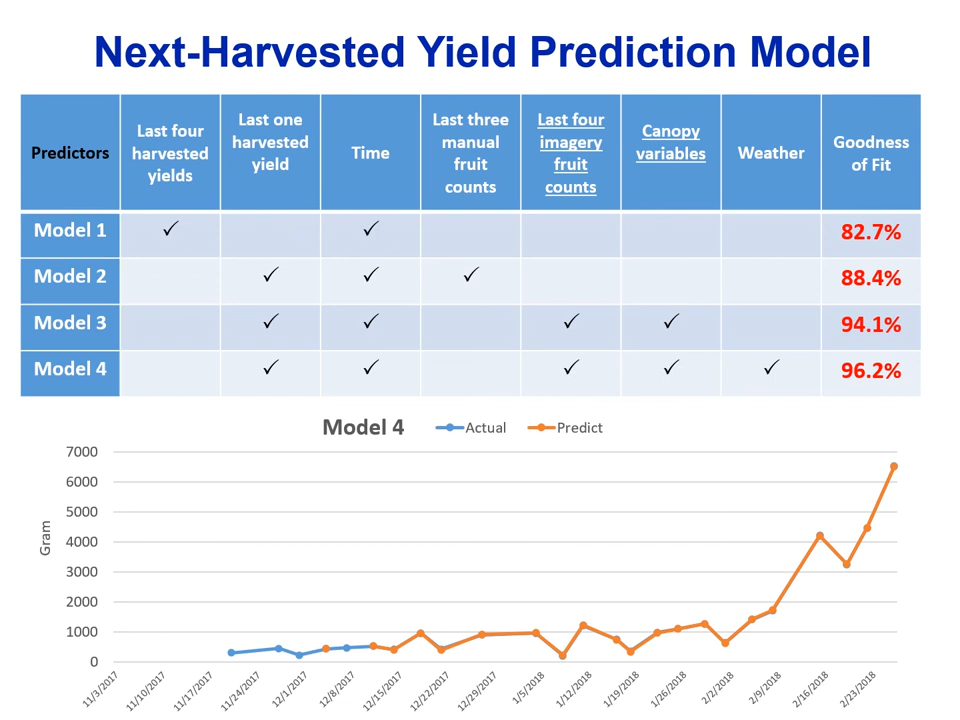 Next-Harvested Yield Prediction Model
Predictors
Last four
harvested
yields
Last one
harvested
yield
Time
Last three
manual
fruit
counts
Last four
imagery
fruit
counts
Canopy
variables
Weather
Goodness
of Fit
Model 1
✓
✓
82.7%
Model 2
✓
✓
✓
88.4%
Model 3
✓
✓
✓
✓
94.1%
Model 4
✓
✓
✓
✓
✓
96.2%
Model 4
Actual
Predict
7000
6000
5000
4000
3000
2000
1000
0
Gram
11/3/2017
11/10/2017
11/17/2017
11/24/2017
12/1/2017
12/8/2017
12/15/2017
12/22/2017
12/29/2017
1/5/2018
1/12/2018
1/19/2018
1/26/2018
2/2/2018
2/9/2018
2/16/2018
2/23/2018